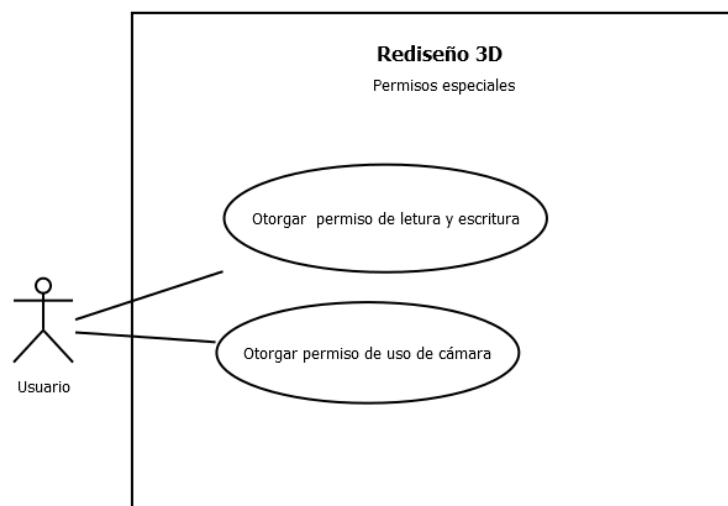 Rediseño 3D
Permisos especiales
Otorgar  permiso de letura y escritura
Otorgar permiso de uso de cámara
Usuario